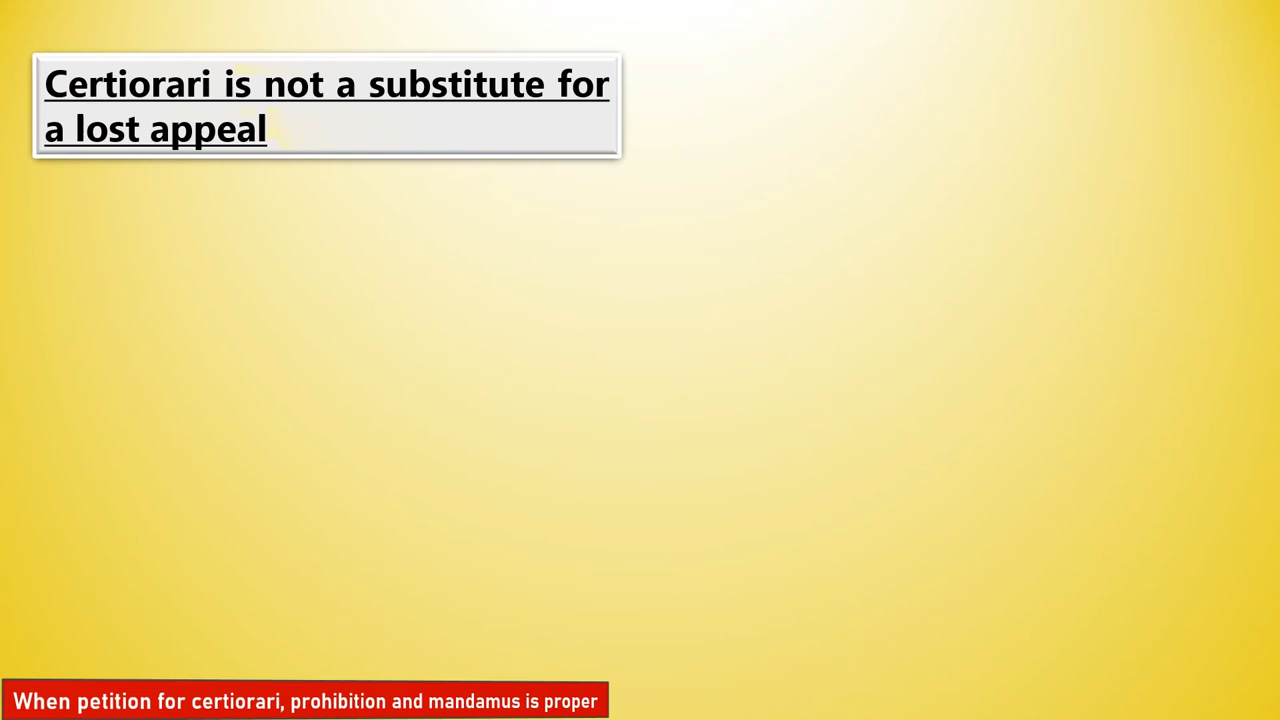 Certiorari is not a substitute for
a lost appeal
When petition for certiorari, prohibition and mandamus is proper